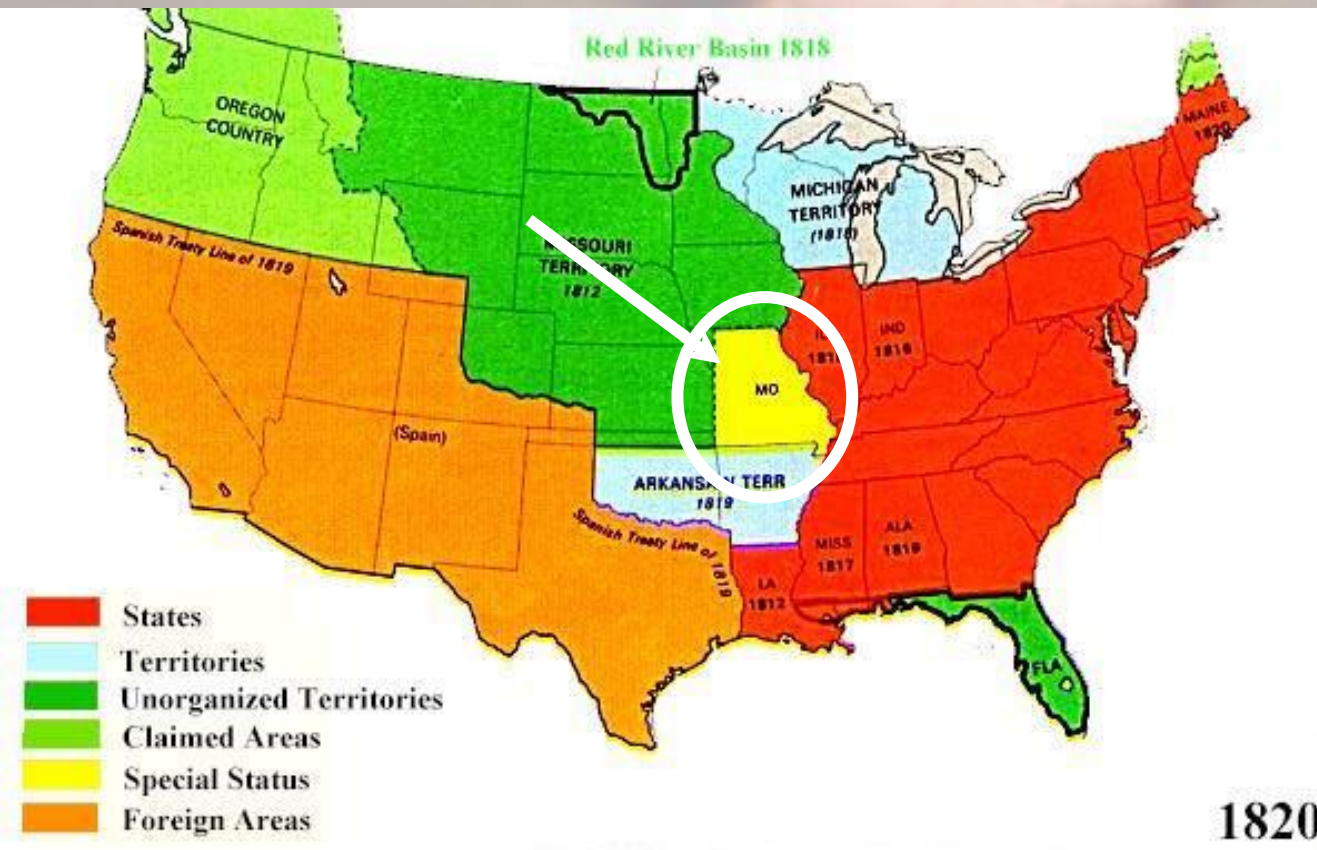 Red River Basin 1818
OREGON
COUNTRY
MAINE
1820
MICHIGAN
TERRITORY
Spanish Treaty Line of 1819
MISSOURI
TERRITORY
1812
IND
1816
MO
(Spain)
ARKANSAS TERR
1819
Spanish Treaty Line of 1819
MISS
1817
ALA
1819
LA
1812
FLA
States
Territories
Unorganized Territories
Claimed Areas
Special Status
Foreign Areas
1820